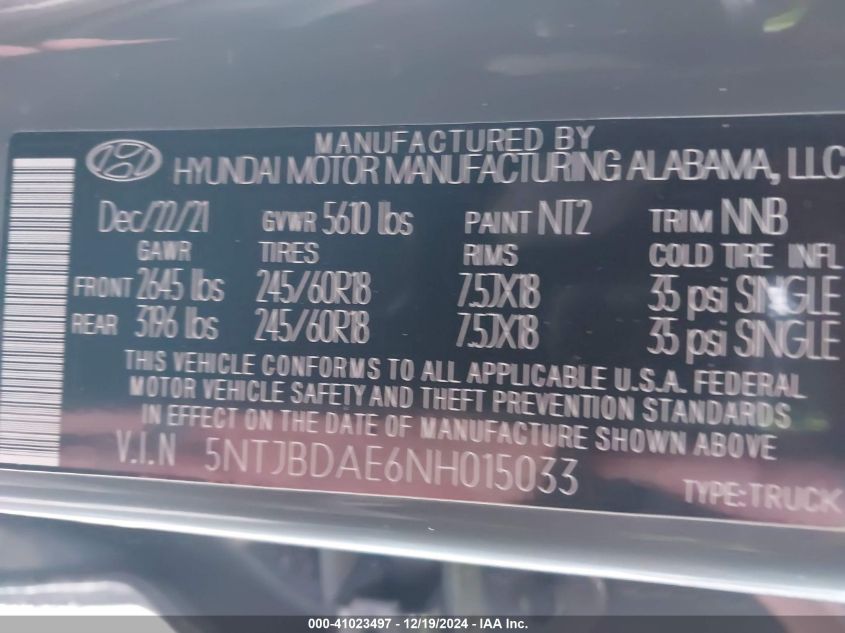 MANUFACTURED BY
HYUNDAI MOTOR MANUFACTURING ALABAMA, LLC
Dec/22/21 GVWR 5610 lbs PAINT NT2 TRIM NNB
GAWR TIRES RIMS COLD TIRE INFL
FRONT 2645 lbs 245/60R18 7.5JX18 35 psi SINGLE
REAR 3196 lbs 245/60R18 7.5JX18 35 psi SINGLE
THIS VEHICLE CONFORMS TO ALL APPLICABLE U.S.A. FEDERAL
MOTOR VEHICLE SAFETY AND THEFT PREVENTION STANDARDS
IN EFFECT ON THE DATE OF MANUFACTURE SHOWN ABOVE
V.I.N 5NTJBDAE6NH015033
TYPE:TRUCK
000-41023497 - 12/19/2024 - IAA Inc.